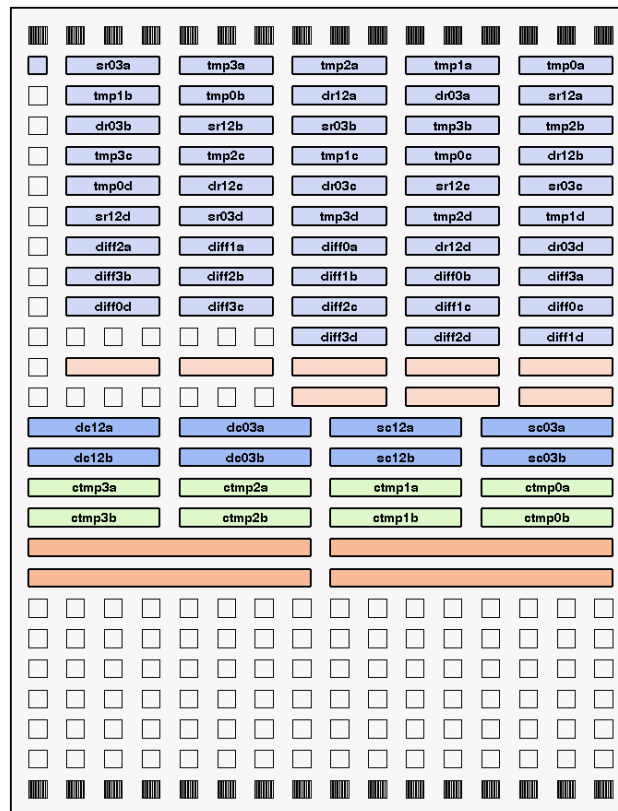 sr03a tmp3a tmp2a tmp1a tmp0a
tmp1b tmp0b dr12a dr03a sr12a
dr03b sr12b sr03b tmp3b tmp2b
tmp3c tmp2c tmp1c tmp0c dr12b
tmp0d dr12c dr03c sr12c sr03c
sr12d sr03d tmp3d tmp2d tmp1d
diff2a diff1a diff0a dr12d dr03d
diff3b diff2b diff1b diff0b diff3a
diff0d diff3c diff2c diff1c diff0c
diff3d diff2d diff1d
dc12a dc03a sc12a sc03a
dc12b dc03b sc12b sc03b
ctmp3a ctmp2a ctmp1a ctmp0a
ctmp3b ctmp2b ctmp1b ctmp0b